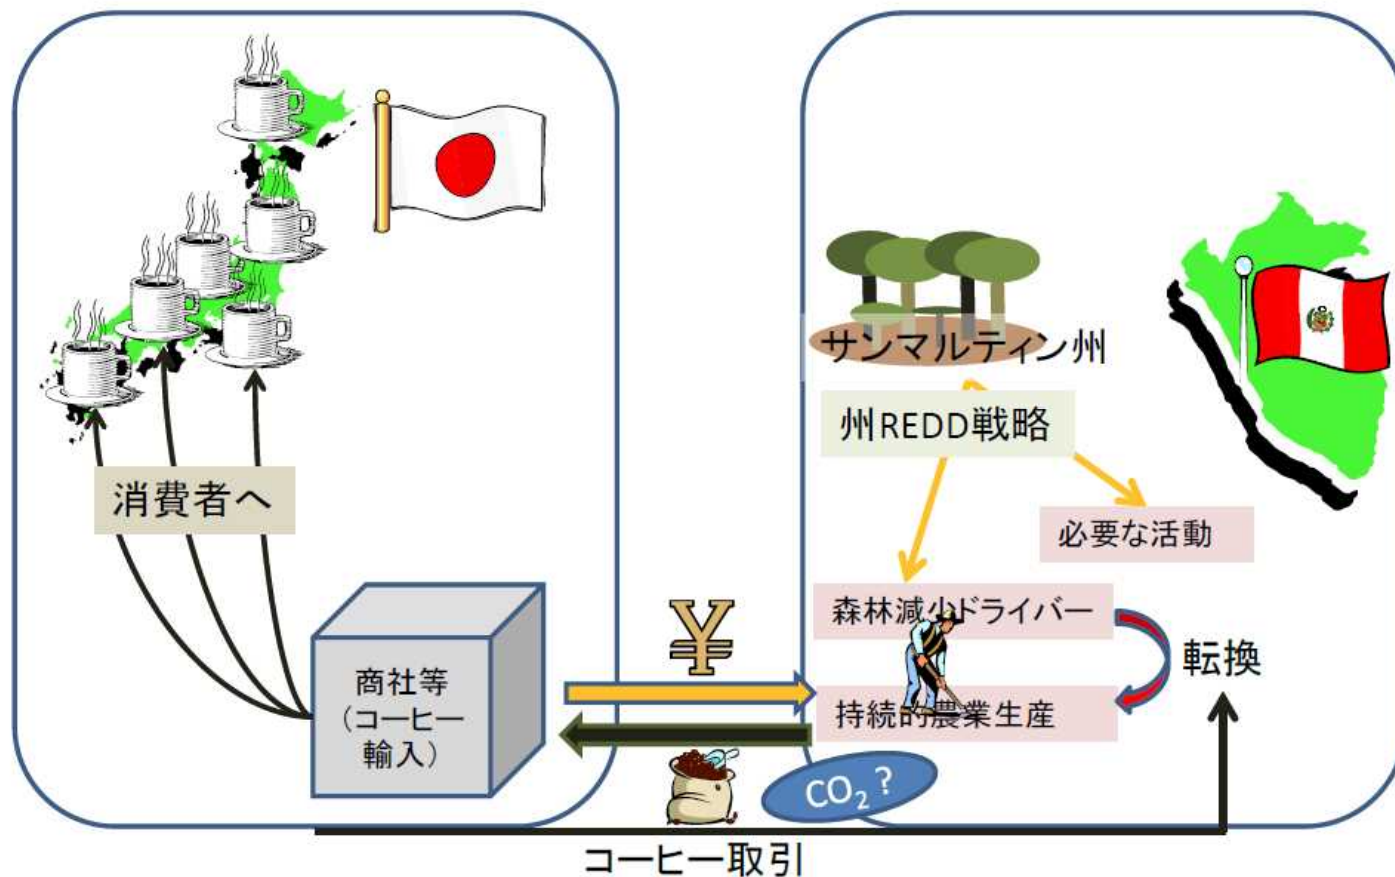 サンマルティン州
州REDD戦略
消費者へ
必要な活動
森林減少ドライバー
¥
転換
商社等
(コーヒー
輸入)
持続的農業生産
CO₂ ?
コーヒー取引